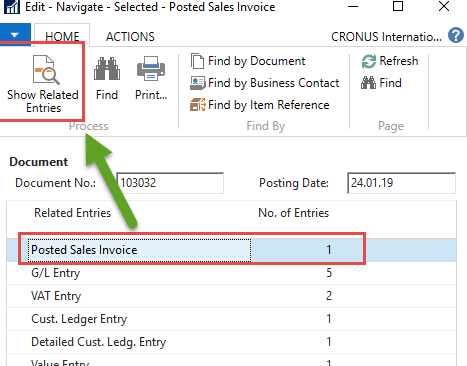 Edit - Navigate - Selected - Posted Sales Invoice
HOME ACTIONS CRONUS Internatio...
Show Related Entries
Find
Print...
Process
Find by Document
Find by Business Contact
Find by Item Reference
Find By
Refresh
Find
Page
Document
Document No.: 103032 Posting Date: 24.01.19
Related Entries No. of Entries
Posted Sales Invoice 1
G/L Entry 5
VAT Entry 2
Cust. Ledger Entry 1
Detailed Cust. Ledg. Entry 1
Value Entry 1